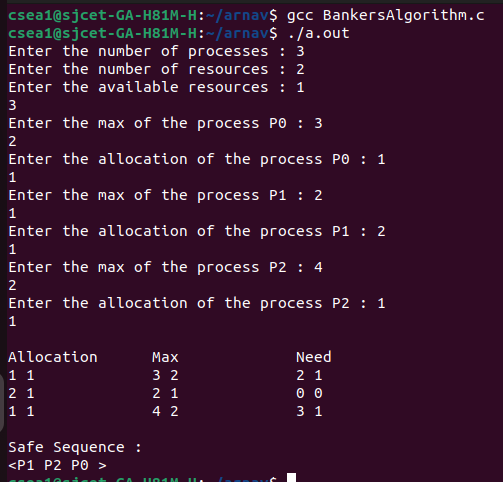 csea1@sjcet-GA-H81M-H:~/arnav$ gcc BankersAlgorithm.c
csea1@sjcet-GA-H81M-H:~/arnav$ ./a.out
Enter the number of processes : 3
Enter the number of resources : 2
Enter the available resources : 1
3
Enter the max of the process P0 : 3
2
Enter the allocation of the process P0 : 1
1
Enter the max of the process P1 : 2
1
Enter the allocation of the process P1 : 2
1
Enter the max of the process P2 : 4
2
Enter the allocation of the process P2 : 1
1
Allocation Max Need
1 1 3 2 2 1
2 1 2 1 0 0
1 1 4 2 3 1
Safe Sequence :
<P1 P2 P0 >
csea1@sjcet-GA-H81M-H:~/arnav$